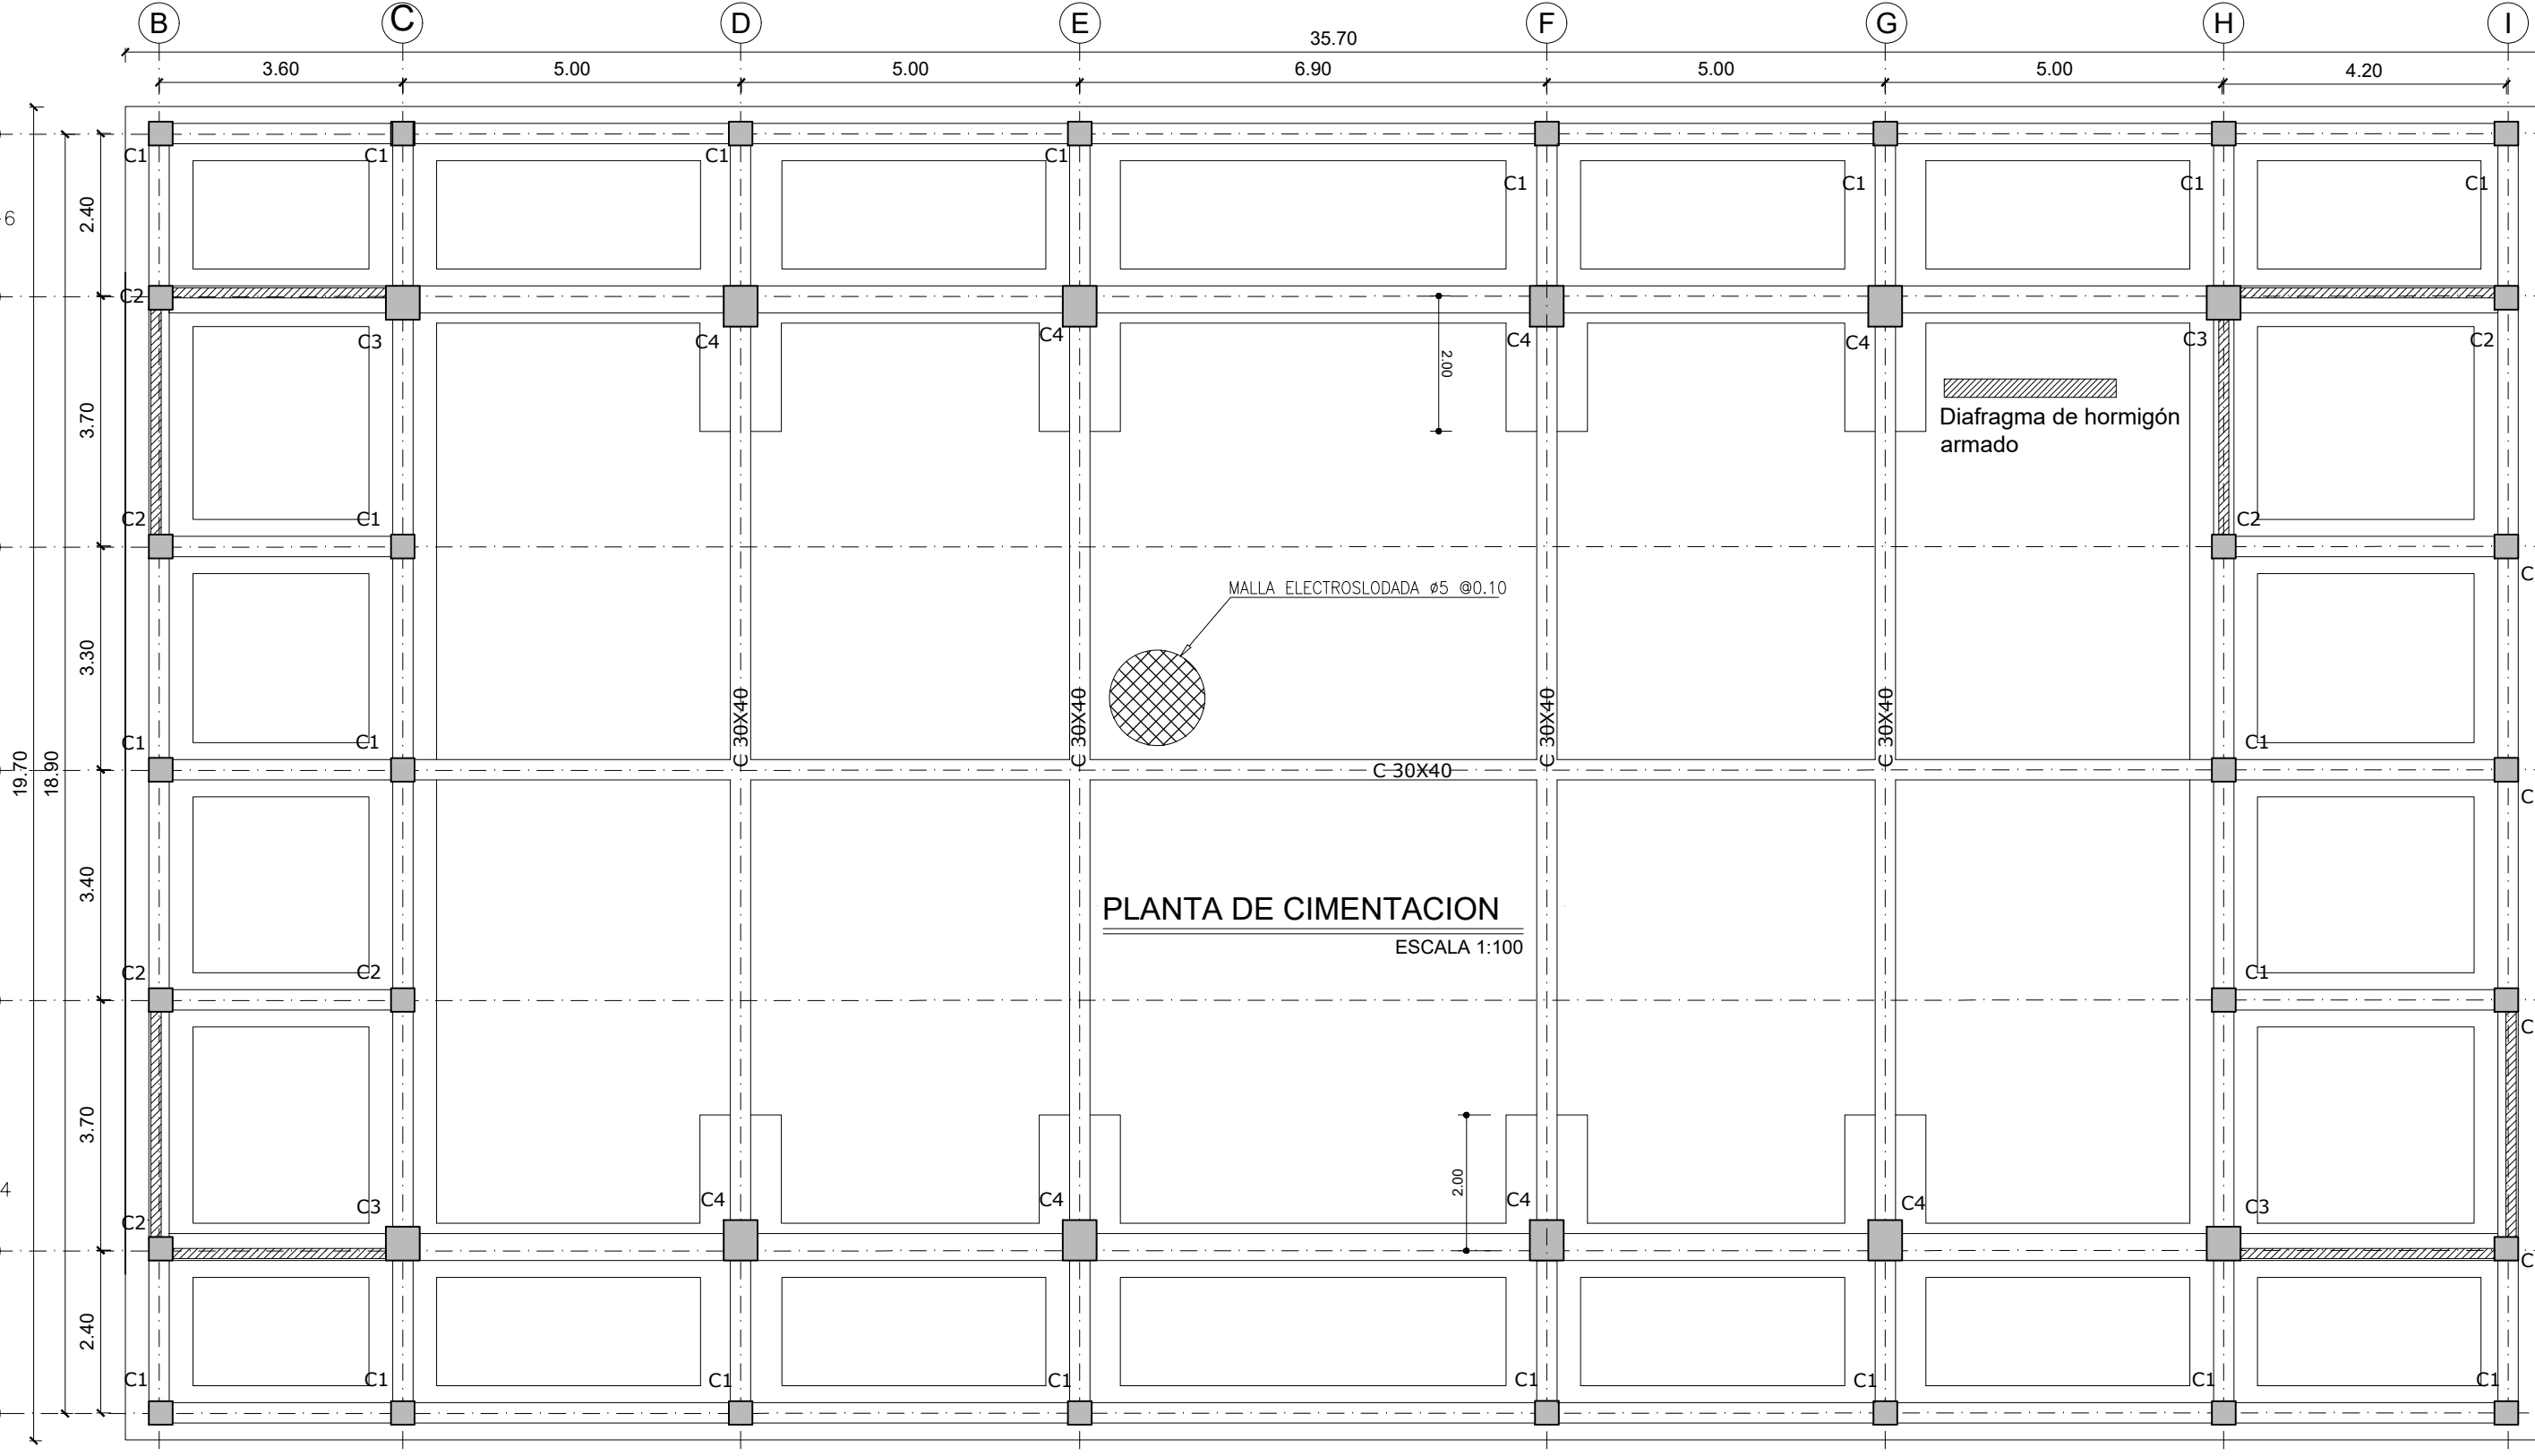 B C D E F G H I
35.70
3.60 5.00 5.00 6.90 5.00 5.00 4.20
C1 C1 C1 C1
C1 C1 C1 C1
2.40
6
C2
C3 C4 C4 C4 C4 C3 C2
2.00
3.70
Diafragma de hormigón
armado
C2 C1 C2
C
MALLA ELECTROSLODADA ø5 @0.10
3.30
C 30X40 C 30X40 C 30X40 C 30X40
C1 C1 C1
19.70 18.90
C 30X40
C
3.40
PLANTA DE CIMENTACION
ESCALA 1:100
C2 C2 C1
C
3.70
4
2.00
C3 C4 C4 C4 C4 C3
C2
C
2.40
C1 C1 C1 C1 C1 C1 C1 C1